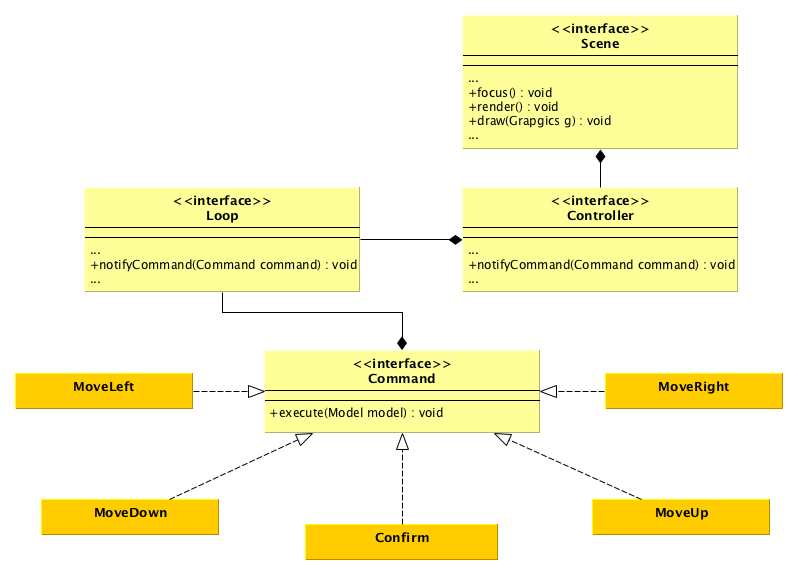 <<interface>>
Scene
...
+focus() : void
+render() : void
+draw(Grapgics g) : void
...
<<interface>>
Loop
...
+notifyCommand(Command command) : void
...
<<interface>>
Controller
...
+notifyCommand(Command command) : void
...
<<interface>>
Command
+execute(Model model) : void
MoveLeft
MoveRight
MoveDown
Confirm
MoveUp